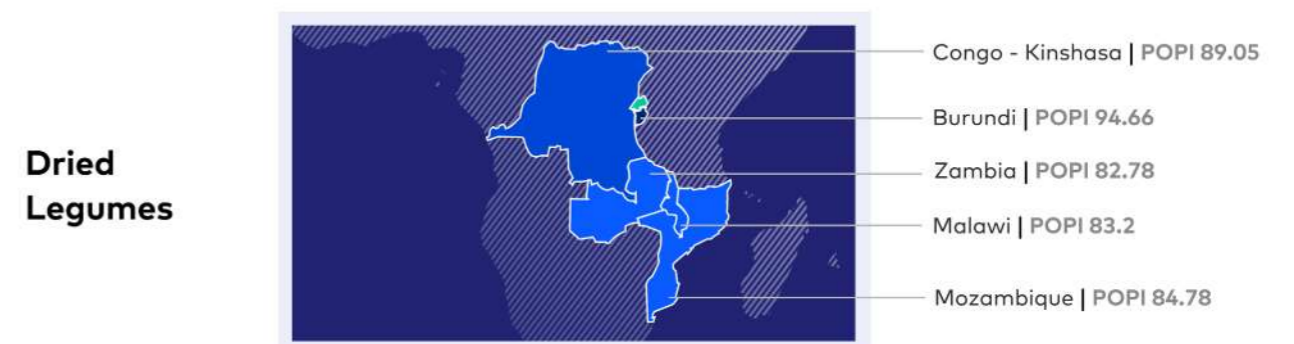 Dried
Legumes
Congo - Kinshasa | POPI 89.05
Burundi | POPI 94.66
Zambia | POPI 82.78
Malawi | POPI 83.2
Mozambique | POPI 84.78